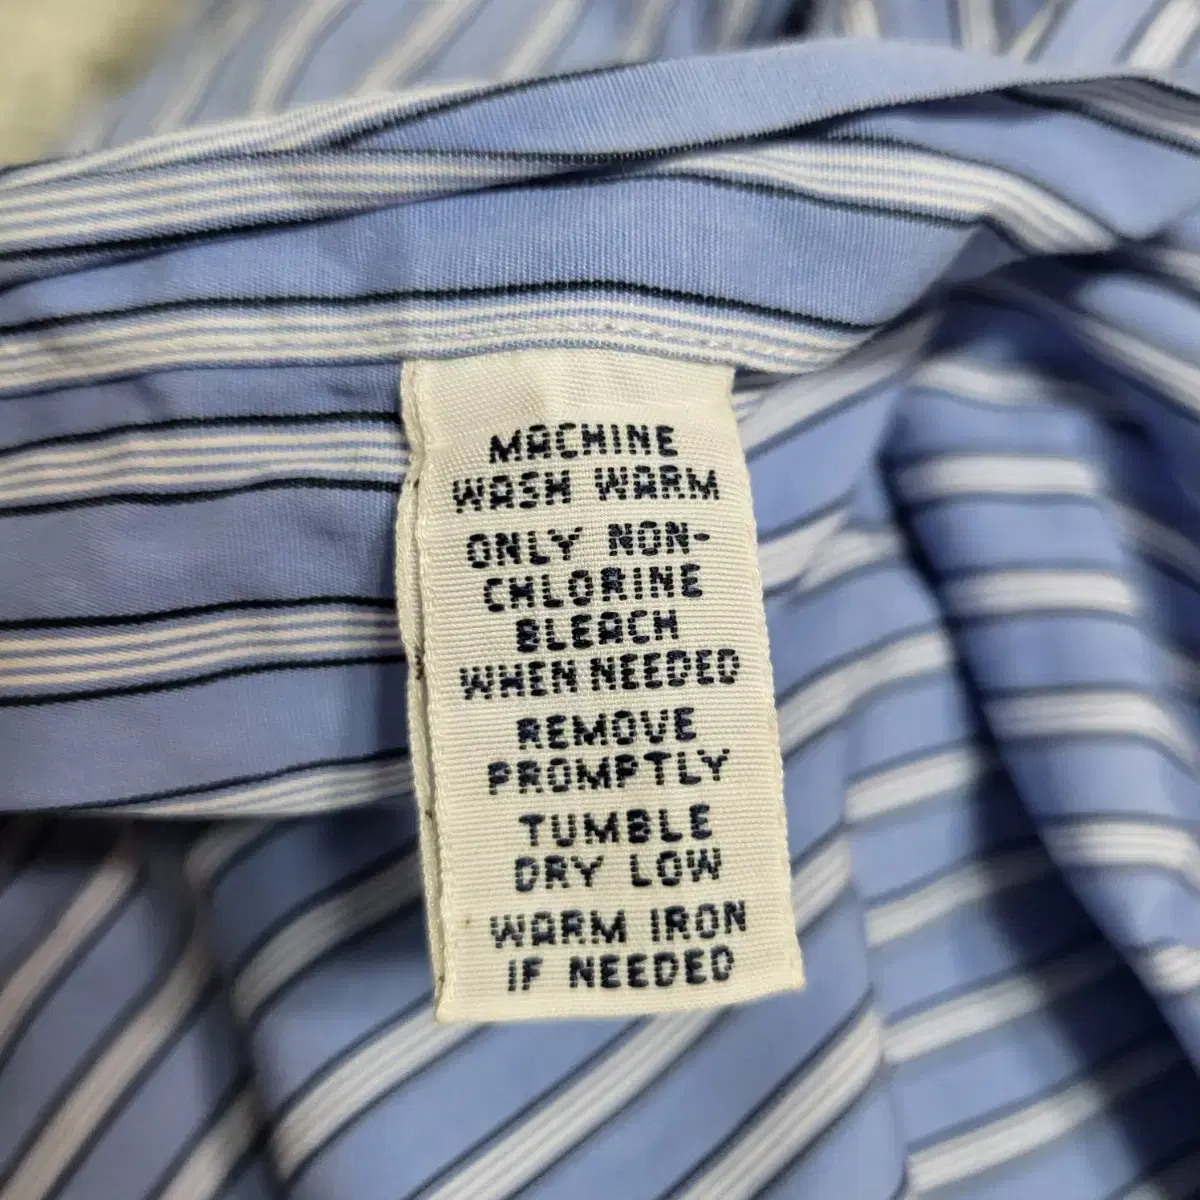 MACHINE
WASH WARM
ONLY NON-
CHLORINE
BLEACH
WHEN NEEDED
REMOVE
PROMPTLY
TUMBLE
DRY LOW
WARM IRON
IF NEEDED